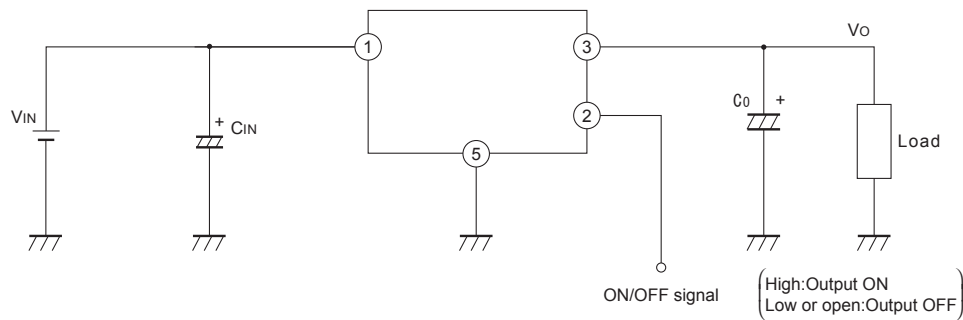 1
3
Vo
VIN
+
CIN
2
Co
+
Load
5
ON/OFF signal
High:Output ON
Low or open:Output OFF